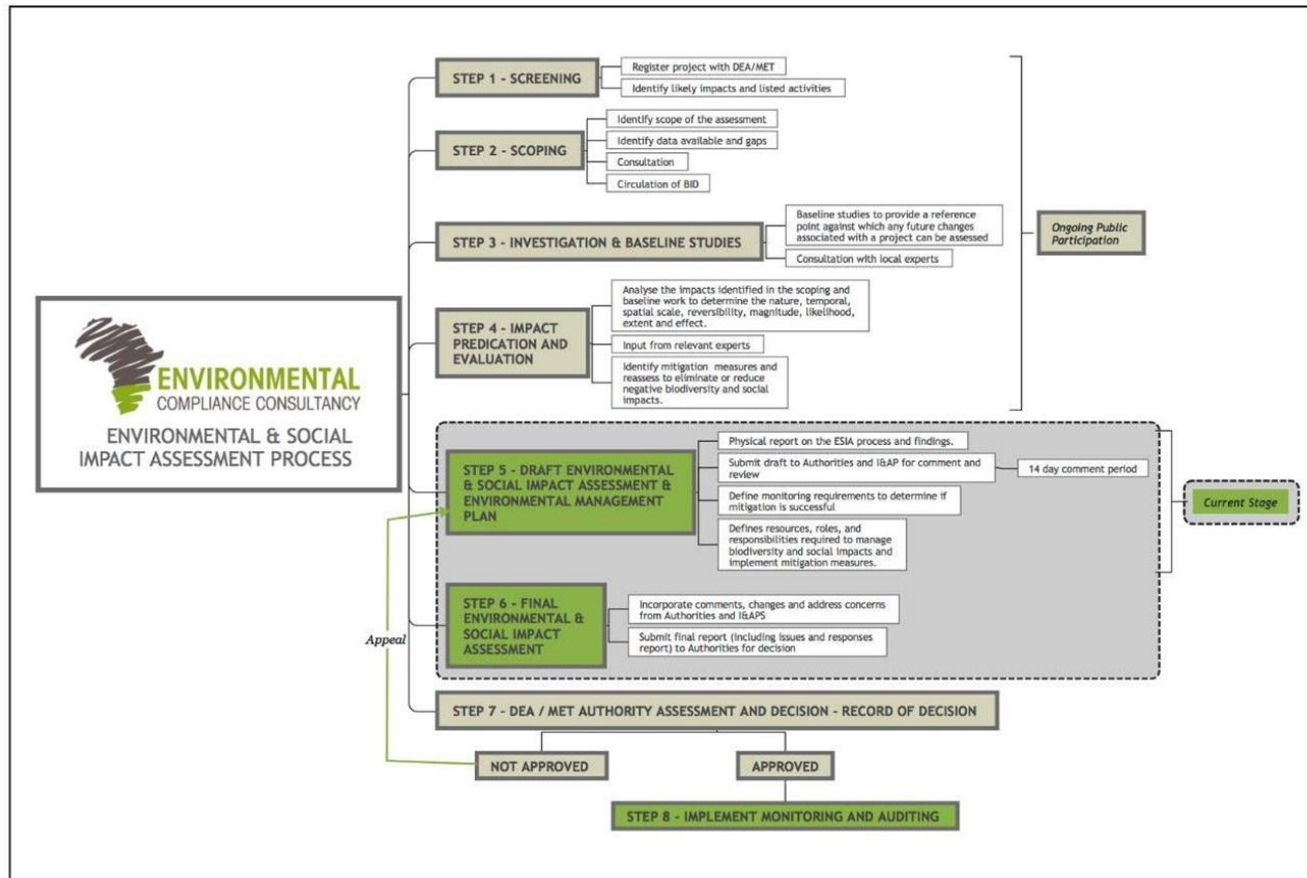 STEP 1 - SCREENING
Register project with DEA/MET
Identify likely impacts and listed activities
STEP 2 - SCOPING
Identify scope of the assessment
Identify data available and gaps
Consultation
Circulation of BID
STEP 3 - INVESTIGATION & BASELINE STUDIES
Baseline studies to provide a reference
point against which any future changes
associated with a project can be assessed
Consultation with local experts
Ongoing Public
Participation
ENVIRONMENTAL
COMPLIANCE CONSULTANCY
ENVIRONMENTAL & SOCIAL
IMPACT ASSESSMENT PROCESS
STEP 4 - IMPACT
PREDICATION AND
EVALUATION
Analyse the impacts identified in the scoping and
baseline work to determine the nature, temporal,
spatial scale, reversibility, magnitude, likelihood,
extent and effect.
Input from relevant experts
Identify mitigation measures and
reassess to eliminate or reduce
negative biodiversity and social
impacts.
STEP 5 - DRAFT ENVIRONMENTAL
& SOCIAL IMPACT ASSESSMENT &
ENVIRONMENTAL MANAGEMENT
PLAN
Physical report on the ESIA process and findings.
Submit draft to Authorities and I&AP for comment and
review
14 day comment period
Define monitoring requirements to determine if
mitigation is successful
Defines resources, roles, and
responsibilities required to manage
biodiversity and social impacts and
implement mitigation measures.
Current Stage
STEP 6 - FINAL
ENVIRONMENTAL &
SOCIAL IMPACT
ASSESSMENT
Incorporate comments, changes and address concerns
from Authorities and I&APS
Submit final report (including issues and responses
report) to Authorities for decision
Appeal
STEP 7 - DEA / MET AUTHORITY ASSESSMENT AND DECISION - RECORD OF DECISION
NOT APPROVED
APPROVED
STEP 8 - IMPLEMENT MONITORING AND AUDITING